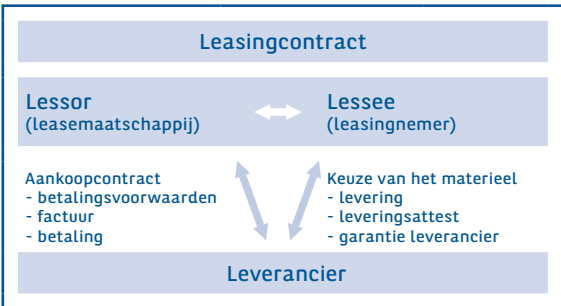 Leasingcontract
Lessor
(leasemaatschappij)
Lessee
(leasingnemer)
Aankoopcontract
- betalingsvoorwaarden
- factuur
- betaling
Keuze van het materieel
- levering
- leveringsattest
- garantie leverancier
Leverancier